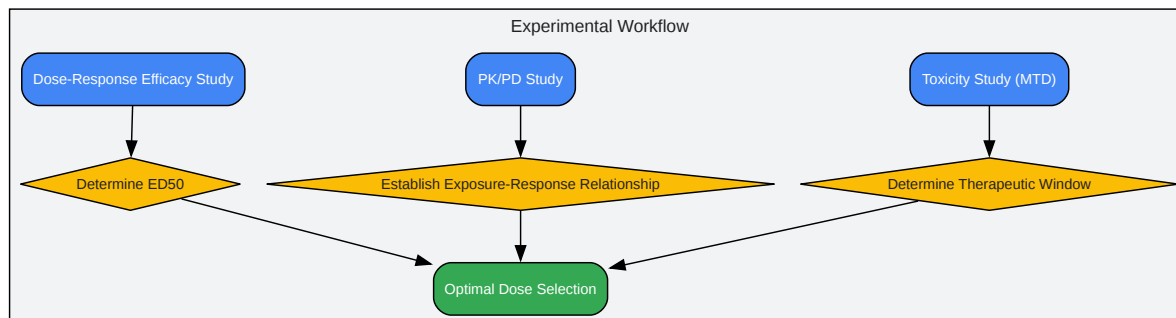 Experimental Workflow
Dose-Response Efficacy Study
PK/PD Study
Toxicity Study (MTD)
Determine ED50
Establish Exposure-Response Relationship
Determine Therapeutic Window
Optimal Dose Selection